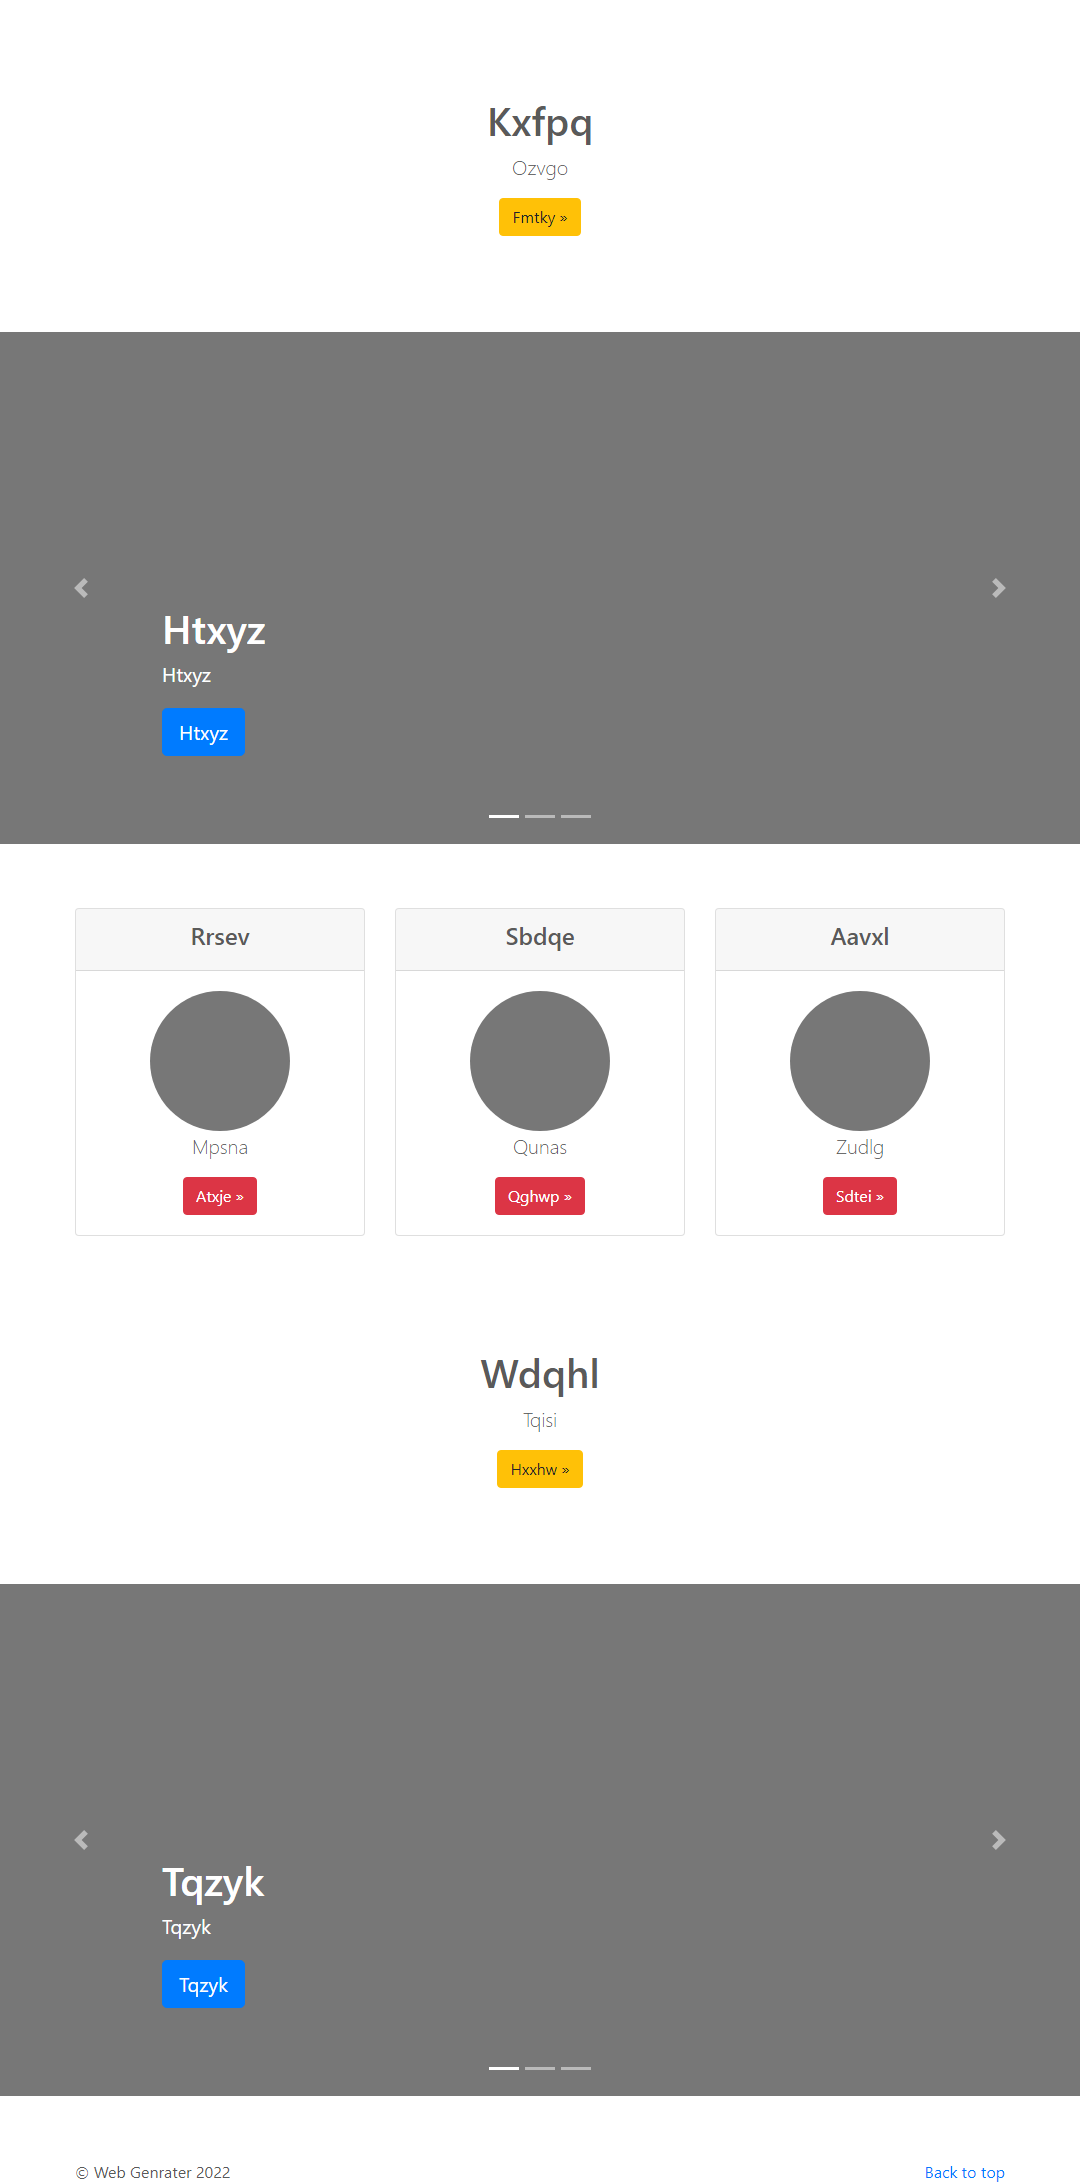 Kxfpq
Ozvgo
Fmtky »
Htxyz
Htxyz
Htxyz
Rrsev
Sbdqe
Aavxl
Mpsna
Qunas
Zudlg
Atxje »
Qghwp »
Sdtei »
Wdqhl
Tqisi
Hxxhw »
Tqzyk
Tqzyk
Tqzyk
© Web Genrater 2022
Back to top